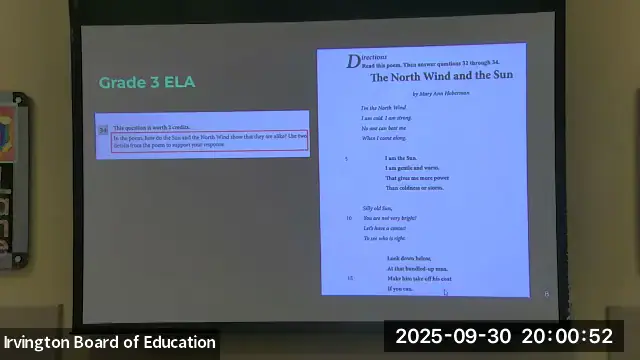 Grade 3 ELA
34
This question is worth 2 credits.
In the poem, how do the Sun and the North Wind show that they are alike? Use two
details from the poem to support your response.
Directions
Read this poem. Then answer questions 31 through 34.
The North Wind and the Sun
by Mary Ann Hoberman
I'm the North Wind.
I am cold. I am strong.
No one can beat me
When I come along.
5 I am the Sun.
I am gentle and warm.
That gives me more power
Than coldness or storm.
Silly old Sun,
10 You are not very bright!
Let's have a contest
To see who is right.
Look down below,
At that bundled-up man.
15 Make him take off his coat
If you can.
8
Irvington Board of Education
2025-09-30 20:00:52